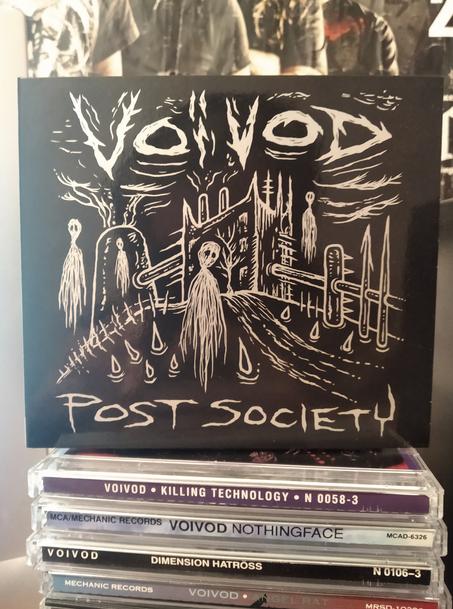 VOIVOD
POST SOCIETY
VOIVOD • KILLING TECHNOLOGY • N 0058-3
MCA/MECHANIC RECORDS VOIVOD NOTHINGFACE MCAD-6326
VOIVOD DIMENSION HATRÖSS N 0106-3
MECHANIC RECORDS VOIVOD •